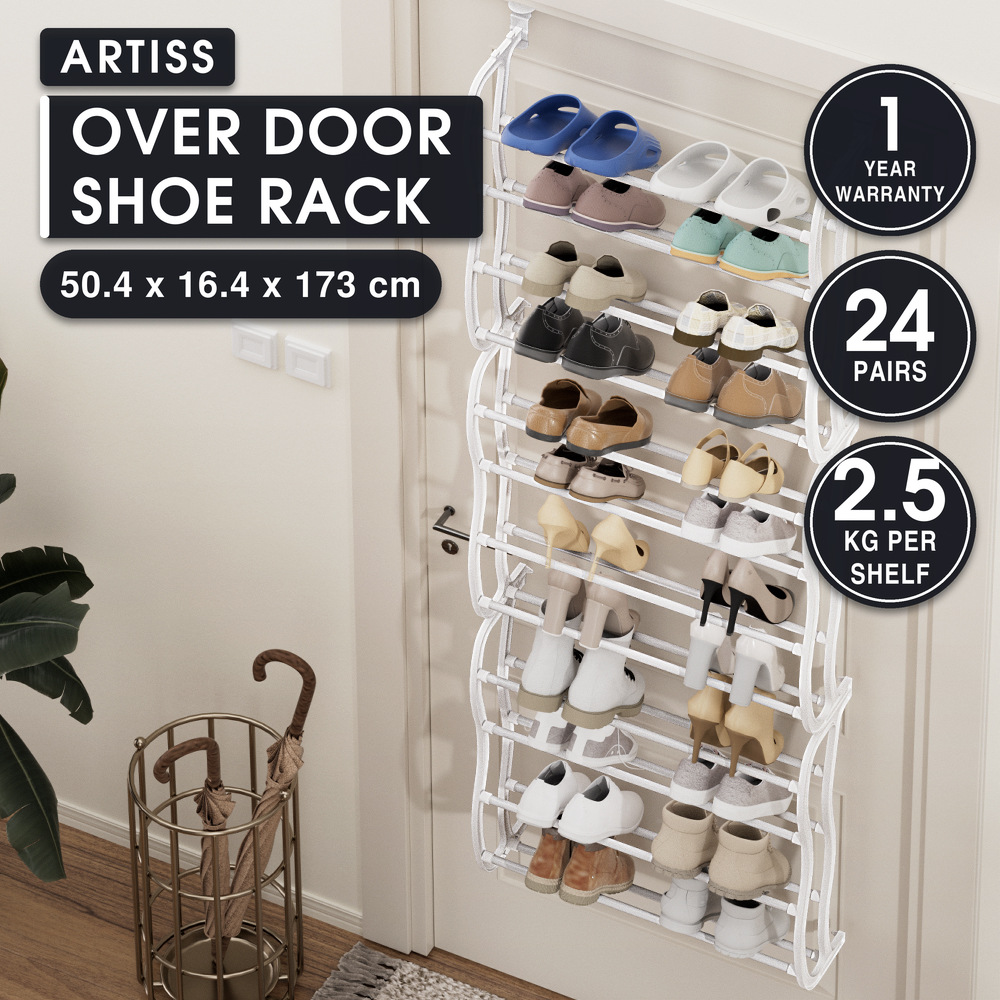 ARTISS
OVER DOOR
SHOE RACK
50.4 x 16.4 x 173 cm
1
YEAR
WARRANTY
24
PAIRS
2.5
KG PER
SHELF